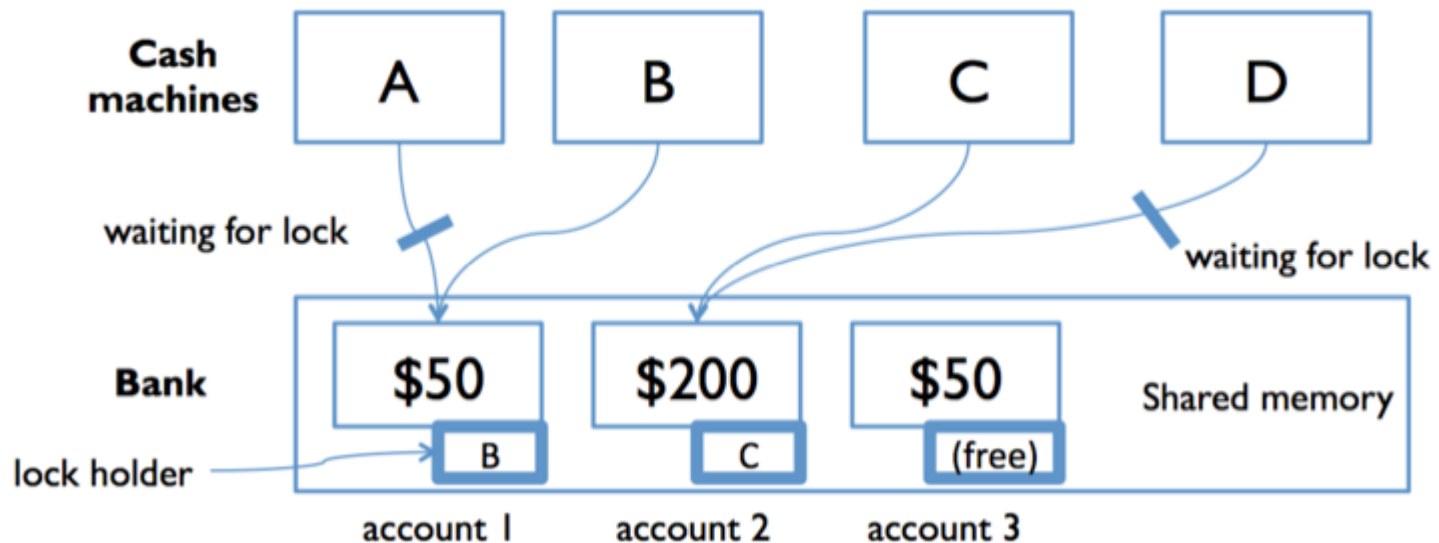 Cash
machines
A
B
C
D
waiting for lock
waiting for lock
Bank
$50
$200
$50
Shared memory
lock holder
B
C
(free)
account 1
account 2
account 3